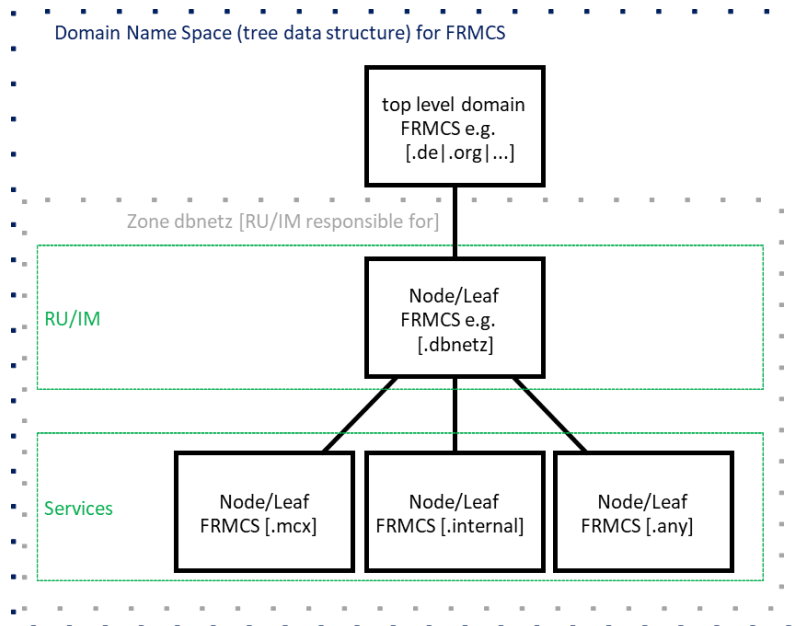 Domain Name Space (tree data structure) for FRMCS
top level domain
FRMCS e.g.
[.de|.org|...]
Zone dbnetz [RU/IM responsible for]
RU/IM
Node/Leaf
FRMCS e.g.
[.dbnetz]
Services
Node/Leaf
FRMCS [.mcx]
Node/Leaf
FRMCS [.internal]
Node/Leaf
FRMCS [.any]